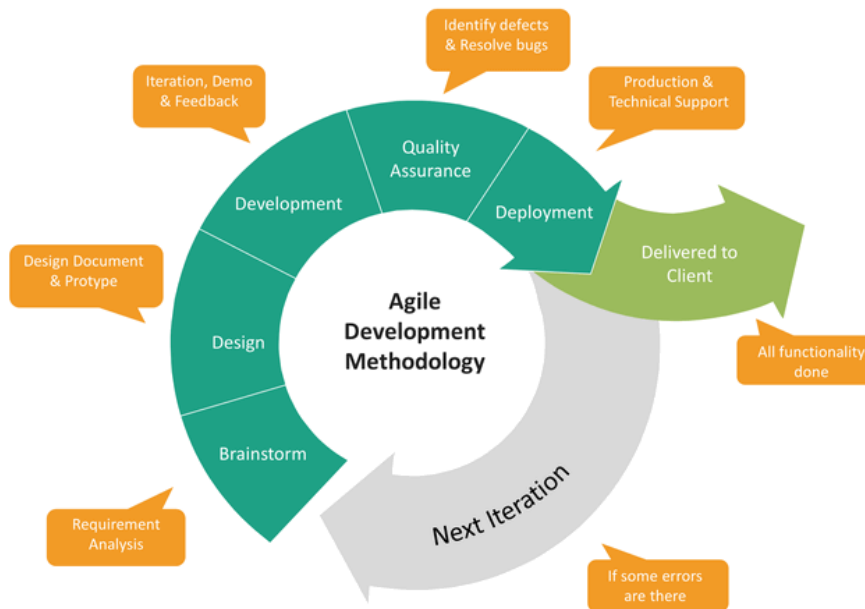 Identify defects
& Resolve bugs
Iteration, Demo
& Feedback
Production &
Technical Support
Quality
Assurance
Development
Deployment
Delivered to
Client
Design Document
& Protype
Agile
Development
Methodology
Design
All functionality
done
Brainstorm
Next Iteration
Requirement
Analysis
If some errors
are there